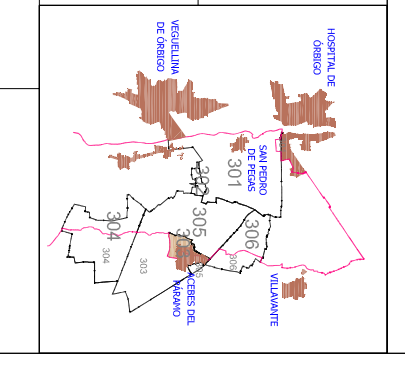 VEGUELLINA
DE ÓRBIGO
HOSPITAL DE
ÓRBIGO
SAN PEDRO
DE PEGAS
301
302
305
306
306
304
304
303
VILLAVANTE
ACEBES DEL
PÁRAMO